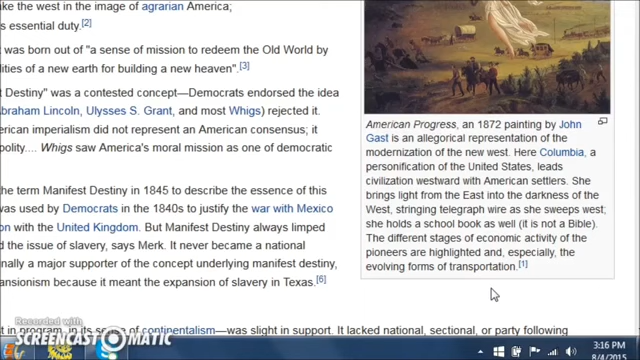 ake the west in the image of agrarian America;
s essential duty.[2]
t was born out of "a sense of mission to redeem the Old World by
lities of a new earth for building a new heaven".[3]
t Destiny" was a contested concept—Democrats endorsed the idea
Abraham Lincoln, Ulysses S. Grant, and most Whigs) rejected it.
erican imperialism did not represent an American consensus; it
polity.... Whigs saw America's moral mission as one of democratic
the term Manifest Destiny in 1845 to describe the essence of this
was used by Democrats in the 1840s to justify the war with Mexico
on with the United Kingdom. But Manifest Destiny always limped
d the issue of slavery, says Merk. It never became a national
nally a major supporter of the concept underlying manifest destiny,
ansionism because it meant the expansion of slavery in Texas.[6]
st in program, in its sense of continentalism—was slight in support. It lacked national, sectional, or party following
American Progress, an 1872 painting by John
Gast is an allegorical representation of the
modernization of the new west. Here Columbia, a
personification of the United States, leads
civilization westward with American settlers. She
brings light from the East into the darkness of the
West, stringing telegraph wire as she sweeps west;
she holds a school book as well (it is not a Bible).
The different stages of economic activity of the
pioneers are highlighted and, especially, the
evolving forms of transportation.[1]
Recorded with
SCREENCAST-O-MATIC
3:16 PM
8/4/2015